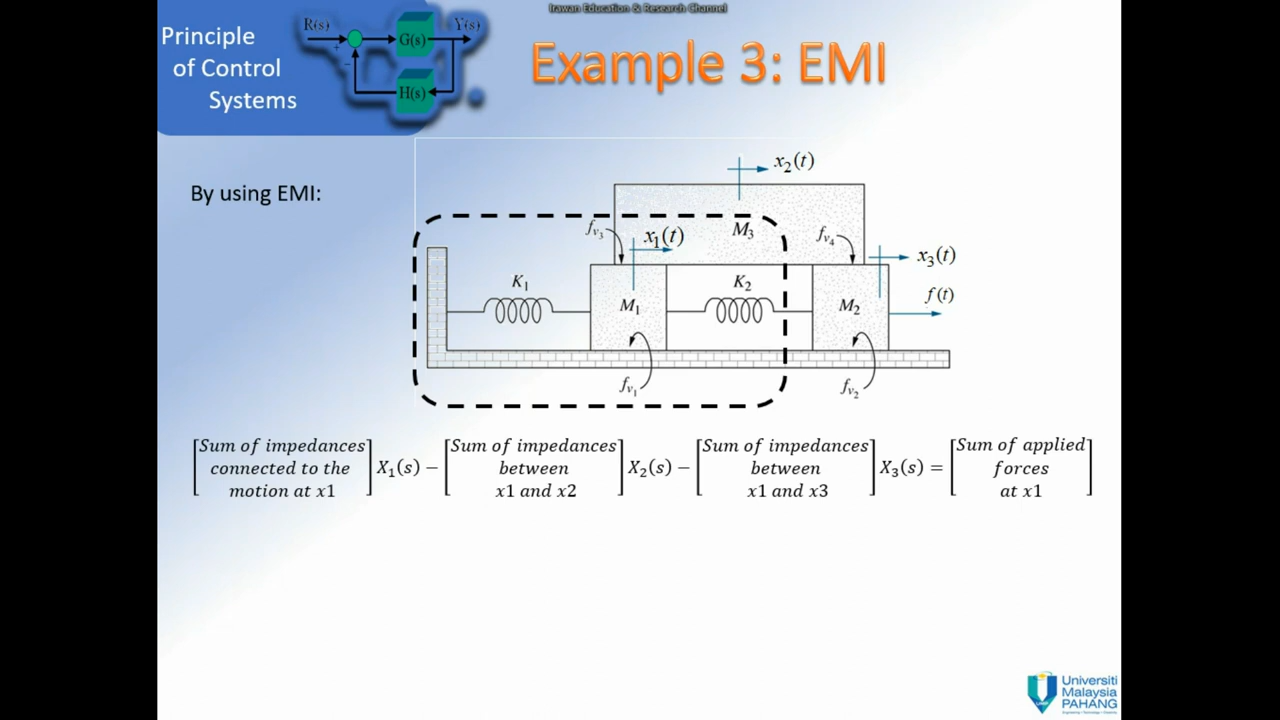 Irawan Education & Research Channel
Principle
of Control
Systems
R(s)
+
−
G(s)
Y(s)
H(s)
Example 3: EMI
By using EMI:
x₂(t)
M₃
fᵥ₃
x₁(t)
fᵥ₄
x₃(t)
K₁
M₁
K₂
M₂
f(t)
fᵥ₁
fᵥ₂
[Sum of impedances connected to the motion at x1] X₁(s) − [Sum of impedances between x1 and x2] X₂(s) − [Sum of impedances between x1 and x3] X₃(s) = [Sum of applied forces at x1]
Universiti
Malaysia
PAHANG